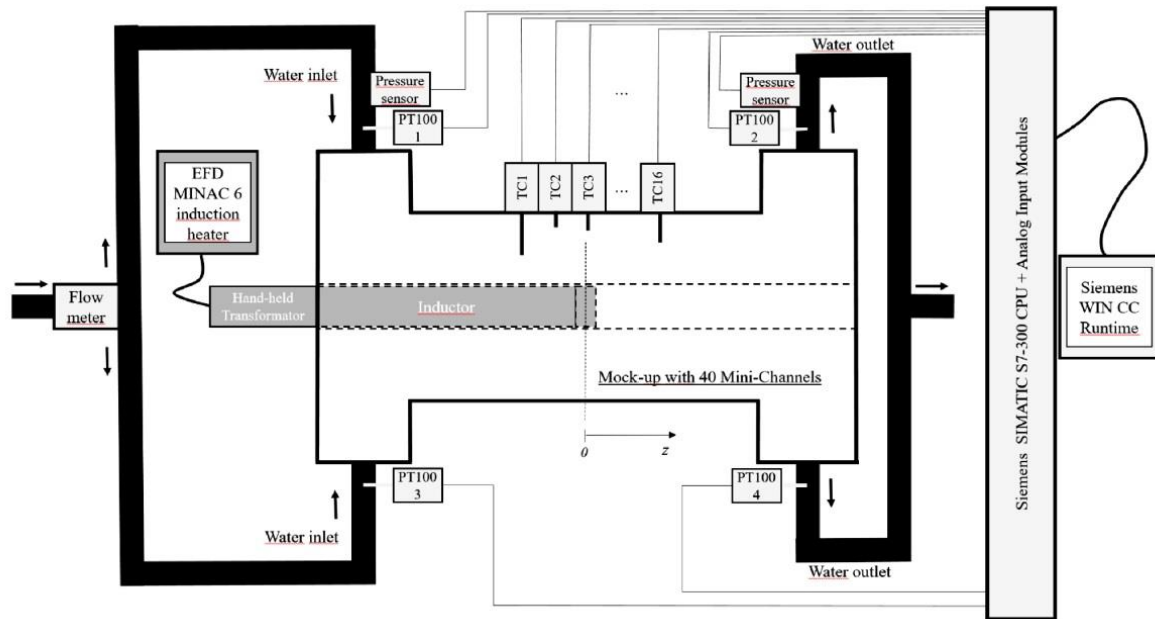 Water outlet
Water inlet
Pressure
sensor
Pressure
sensor
PT100
1
PT100
2
...
EFD
MINAC 6
induction
heater
TC1
TC2
TC3
...
TC16
Flow
meter
Hand-held
Transformator
Inductor
Siemens
WIN CC
Runtime
Siemens SIMATIC S7-300 CPU + Analog Input Modules
Mock-up with 40 Mini-Channels
0
z
PT100
3
PT100
4
Water inlet
Water outlet